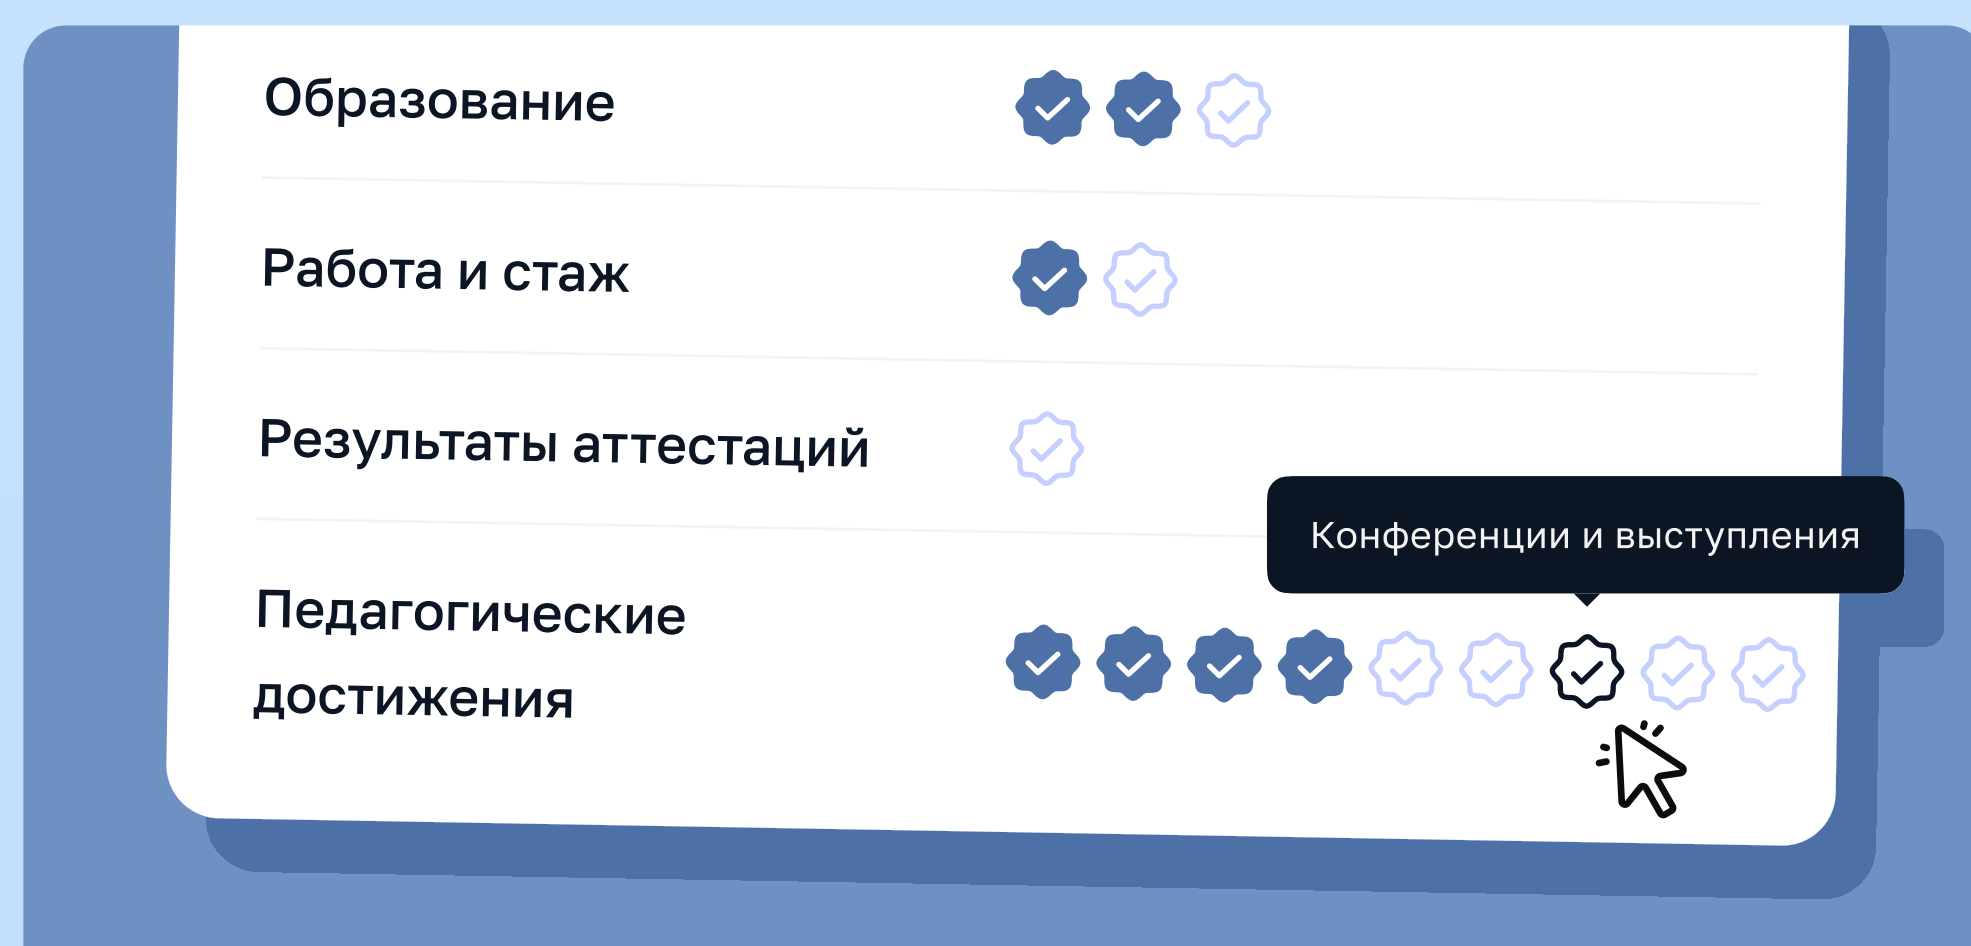 Образование
Работа и стаж
Результаты аттестаций
Конференции и выступления
Педагогические
достижения